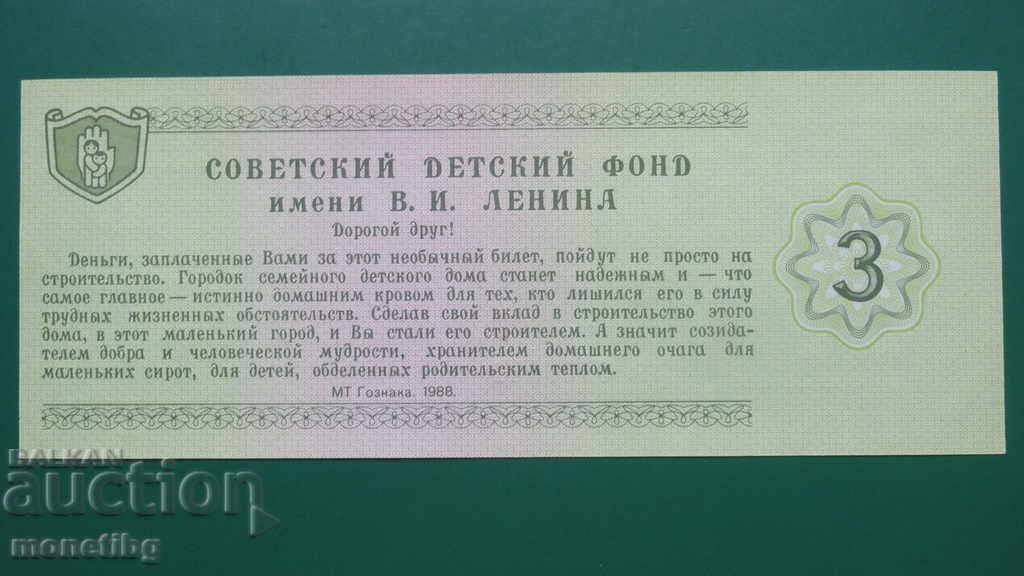 СОВЕТСКИЙ ДЕТСКИЙ ФОНД
имени В. И. ЛЕНИНА
Дорогой друг!
Деньги, заплаченные Вами за этот необычный билет, пойдут не просто на
строительство. Городок семейного детского дома станет надежным и — что
самое главное — истинно домашним кровом для тех, кто лишился его в силу
трудных жизненных обстоятельств. Сделав свой вклад в строительство этого
дома, в этот маленький город, и Вы стали его строителем. А значит созида-
телем добра и человеческой мудрости, хранителем домашнего очага для
маленьких сирот, для детей, обделенных родительским теплом.
МТ Гознака. 1988.
3
BALKAN
auction
monetibg